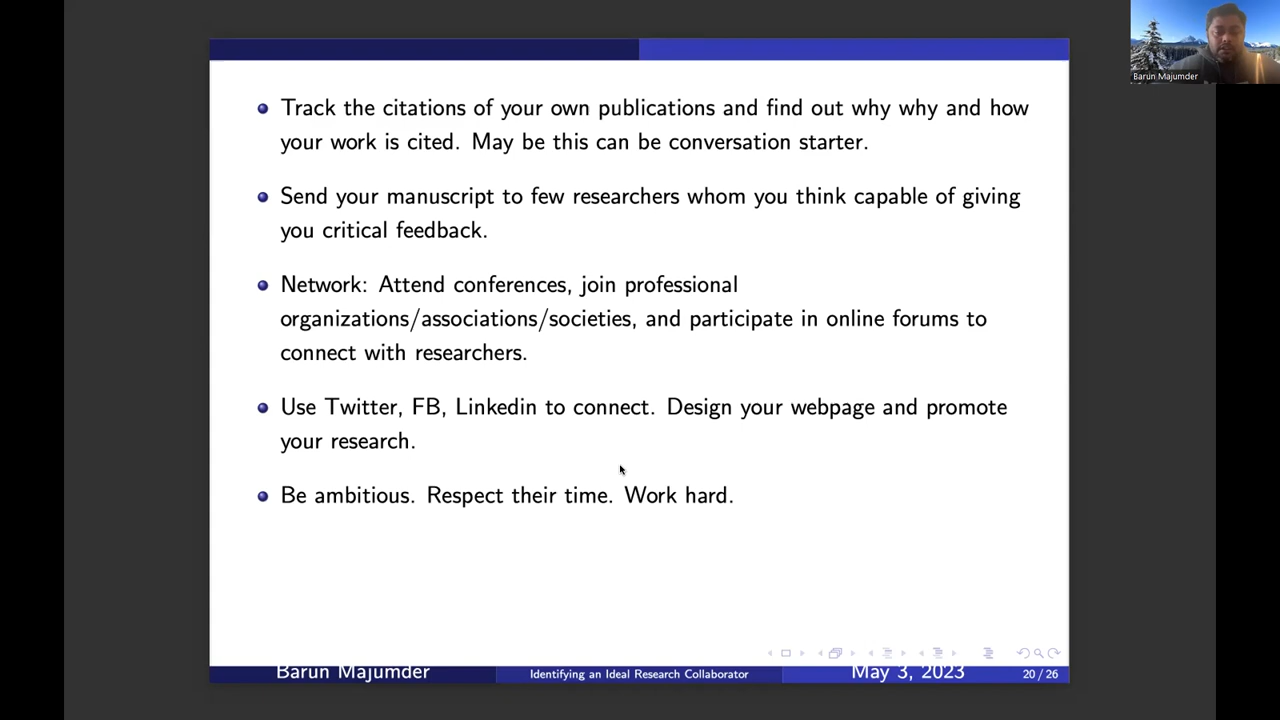 Barun Majumder
Track the citations of your own publications and find out why why and how
your work is cited. May be this can be conversation starter.
Send your manuscript to few researchers whom you think capable of giving
you critical feedback.
Network: Attend conferences, join professional
organizations/associations/societies, and participate in online forums to
connect with researchers.
Use Twitter, FB, Linkedin to connect. Design your webpage and promote
your research.
Be ambitious. Respect their time. Work hard.
Barun Majumder Identifying an Ideal Research Collaborator May 3, 2023 20 / 26